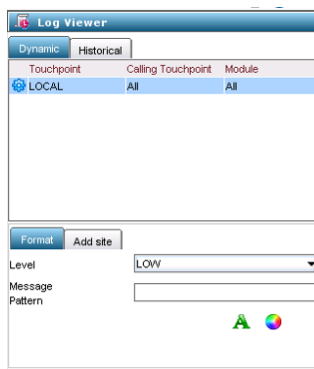 Log Viewer
Dynamic Historical
Touchpoint Calling Touchpoint Module
LOCAL All All
Format Add site
Level LOW
Message
Pattern